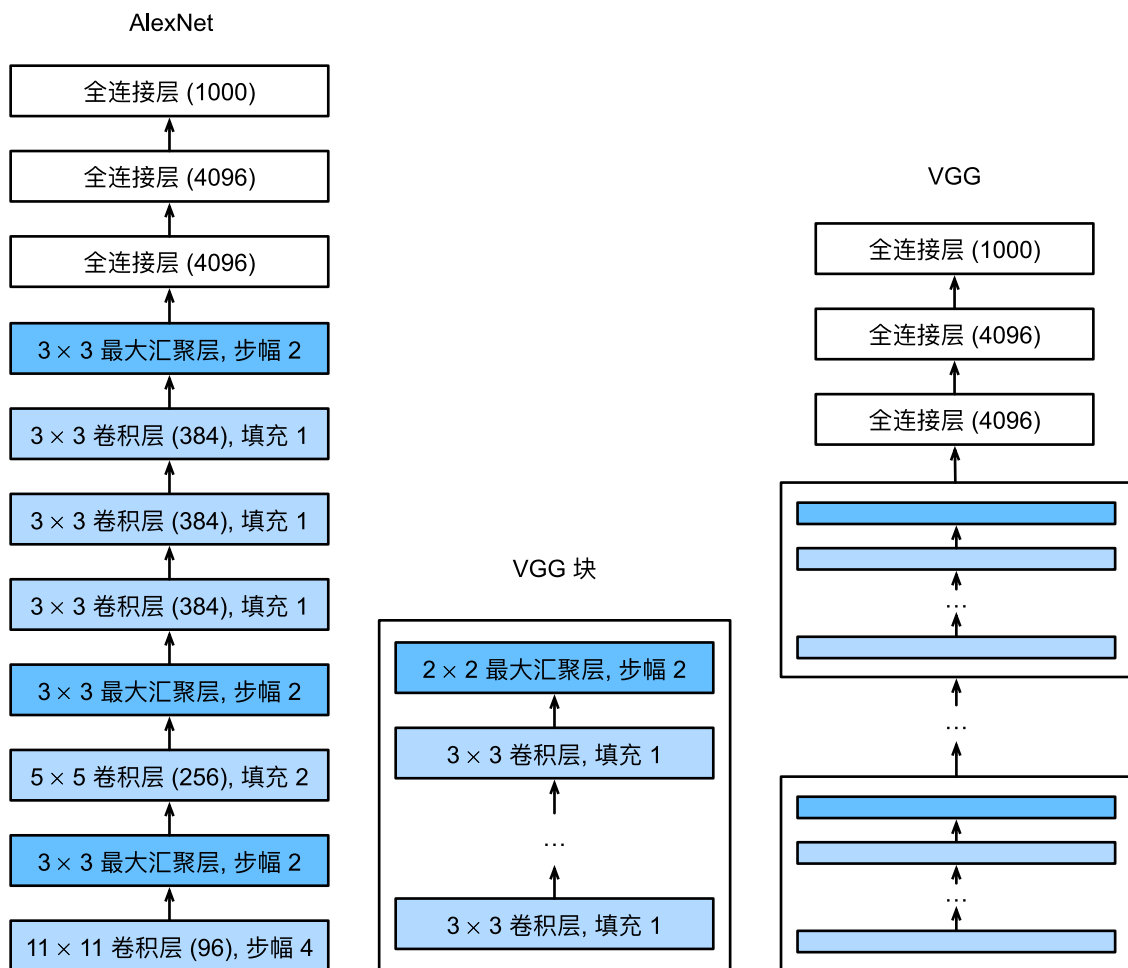 AlexNet
全连接层 (1000)
全连接层 (4096)
全连接层 (4096)
3 × 3 最大汇聚层, 步幅 2
3 × 3 卷积层 (384), 填充 1
3 × 3 卷积层 (384), 填充 1
3 × 3 卷积层 (384), 填充 1
3 × 3 最大汇聚层, 步幅 2
5 × 5 卷积层 (256), 填充 2
3 × 3 最大汇聚层, 步幅 2
11 × 11 卷积层 (96), 步幅 4
VGG 块
2 × 2 最大汇聚层, 步幅 2
3 × 3 卷积层, 填充 1
...
3 × 3 卷积层, 填充 1
VGG
全连接层 (1000)
全连接层 (4096)
全连接层 (4096)
...
...
...